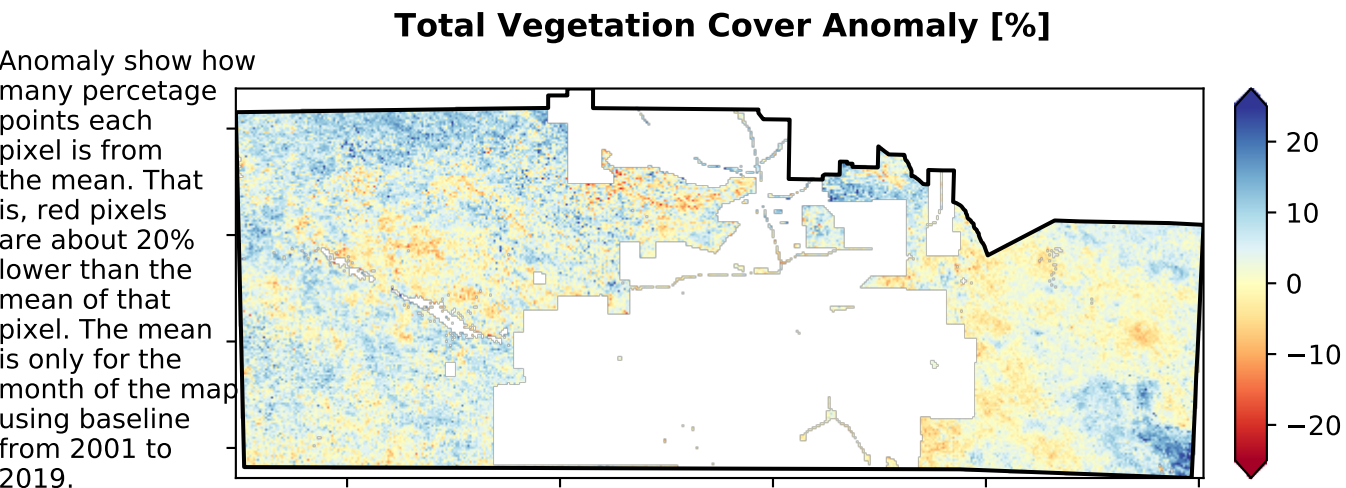 Total Vegetation Cover Anomaly [%]
Anomaly show how
many percetage
points each
pixel is from
the mean. That
is, red pixels
are about 20%
lower than the
mean of that
pixel. The mean
is only for the
month of the map
using baseline
from 2001 to
2019.
20
10
0
−10
−20